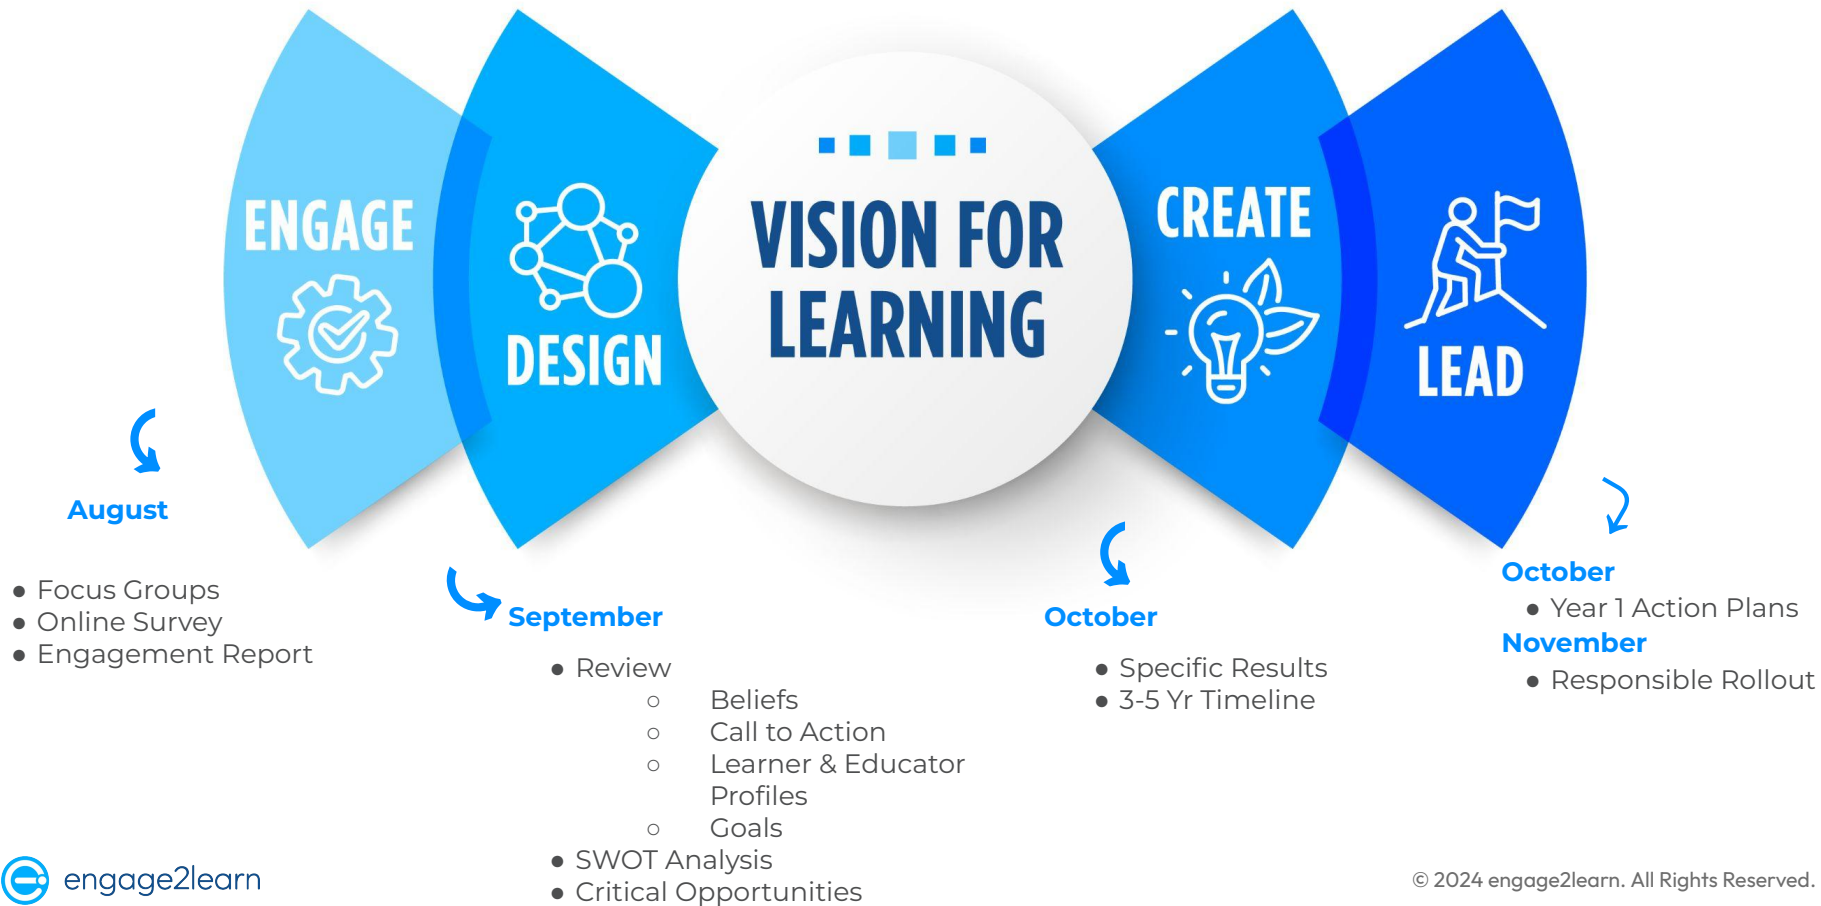 ENGAGE
DESIGN
VISION FOR
LEARNING
CREATE
LEAD
August
● Focus Groups
● Online Survey
● Engagement Report
September
● Review
○ Beliefs
○ Call to Action
○ Learner & Educator
Profiles
○ Goals
● SWOT Analysis
● Critical Opportunities
October
● Specific Results
● 3-5 Yr Timeline
October
● Year 1 Action Plans
November
● Responsible Rollout
engage2learn
© 2024 engage2learn. All Rights Reserved.